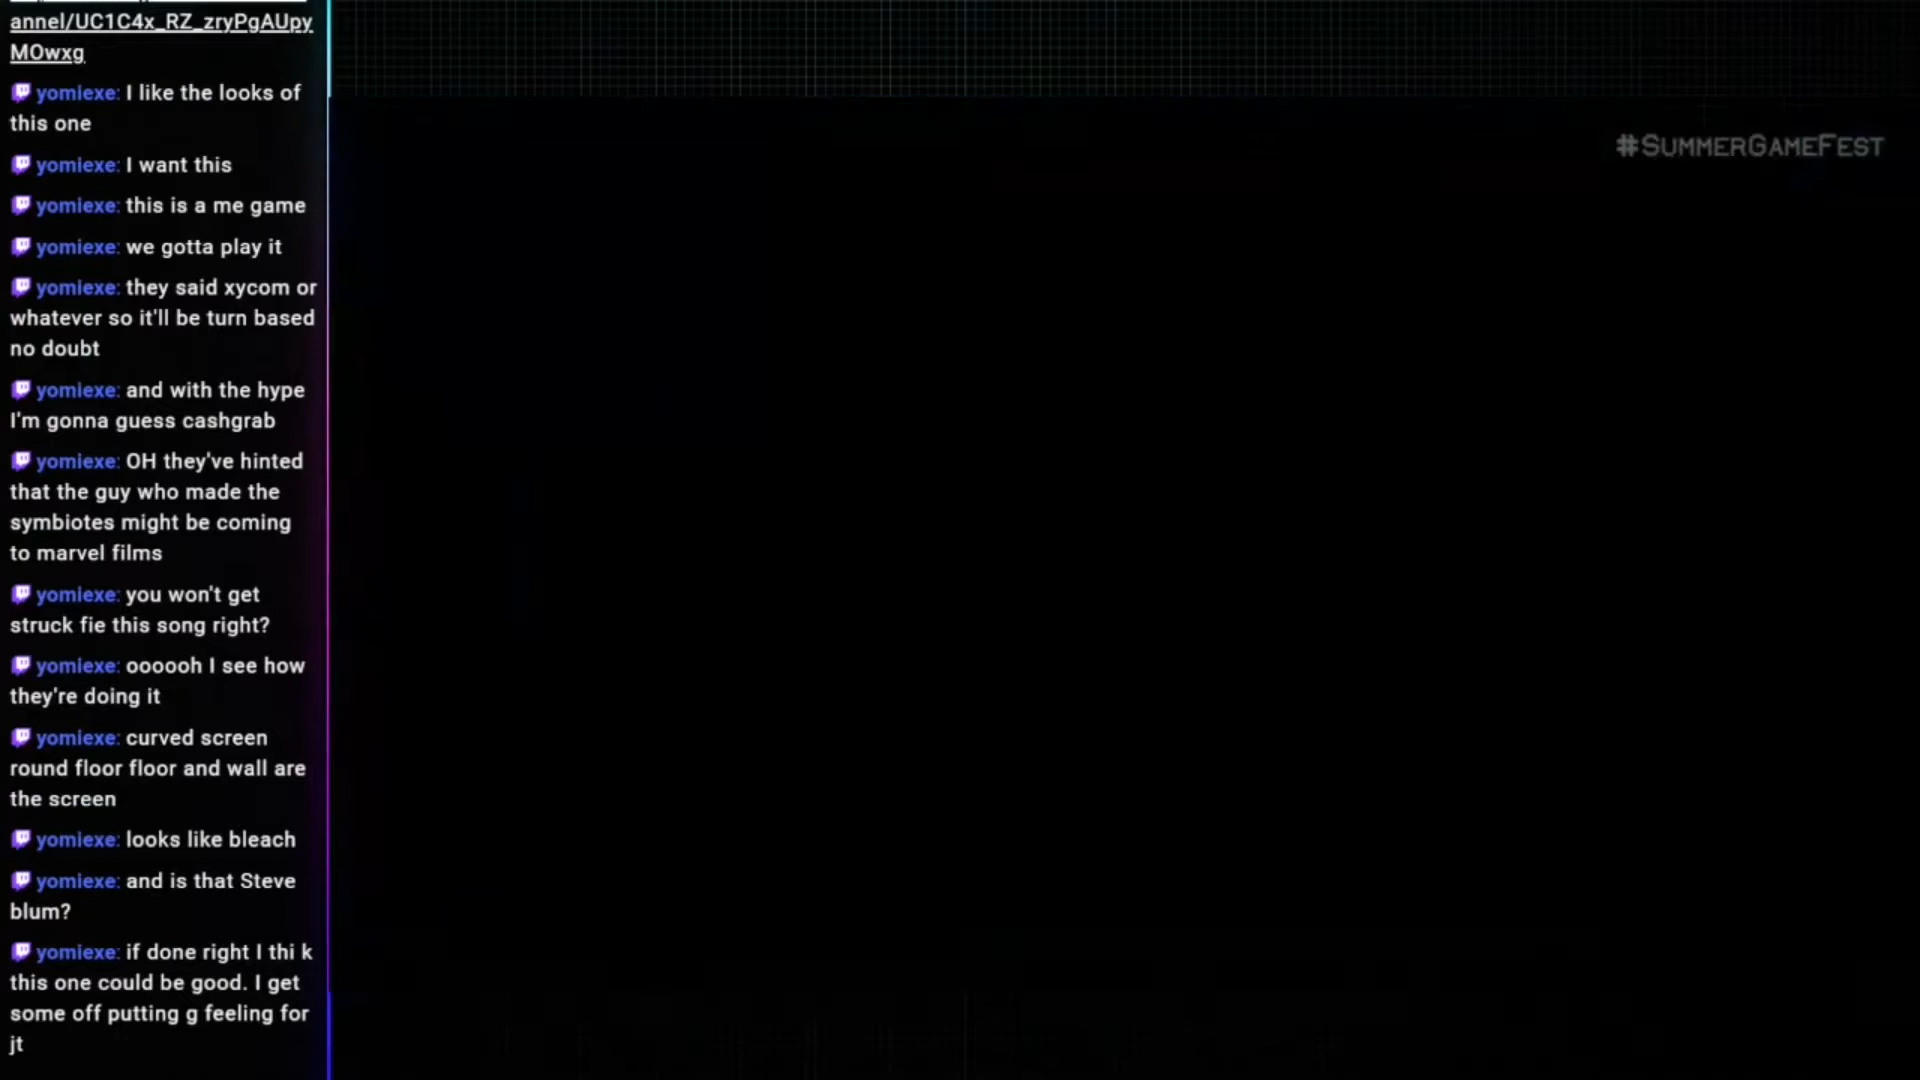 annel/UC1C4x_RZ_zryPgAUpy
MOwxg
yomiexe: I like the looks of
this one
yomiexe: I want this
yomiexe: this is a me game
yomiexe: we gotta play it
yomiexe: they said xycom or
whatever so it'll be turn based
no doubt
yomiexe: and with the hype
I'm gonna guess cashgrab
yomiexe: OH they've hinted
that the guy who made the
symbiotes might be coming
to marvel films
yomiexe: you won't get
struck fie this song right?
yomiexe: oooooh I see how
they're doing it
yomiexe: curved screen
round floor floor and wall are
the screen
yomiexe: looks like bleach
yomiexe: and is that Steve
blum?
yomiexe: if done right I thi k
this one could be good. I get
some off putting g feeling for
jt
#SUMMERGAMEFEST